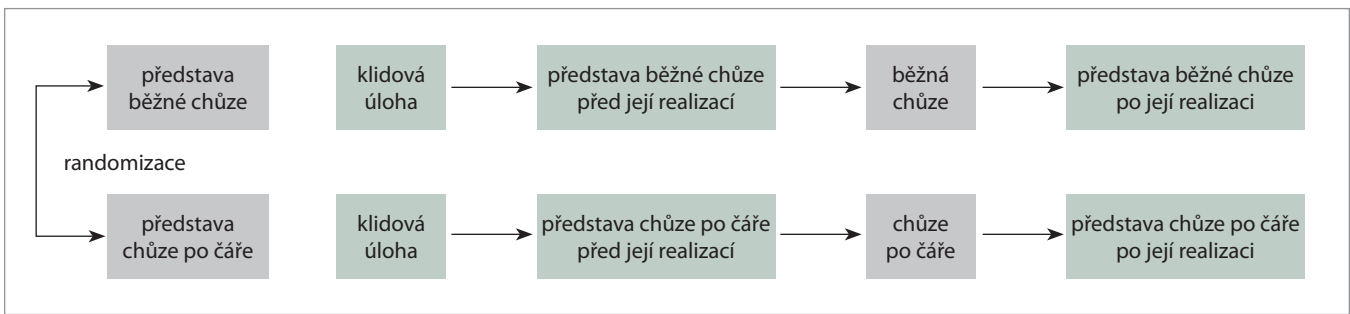 představa
běžné chůze
klidová
úloha
představa běžné chůze
před její realizací
běžná
chůze
představa běžné chůze
po její realizaci
randomizace
představa
chůze po čáře
klidová
úloha
představa chůze po čáře
před její realizací
chůze
po čáře
představa chůze po čáře
po její realizaci